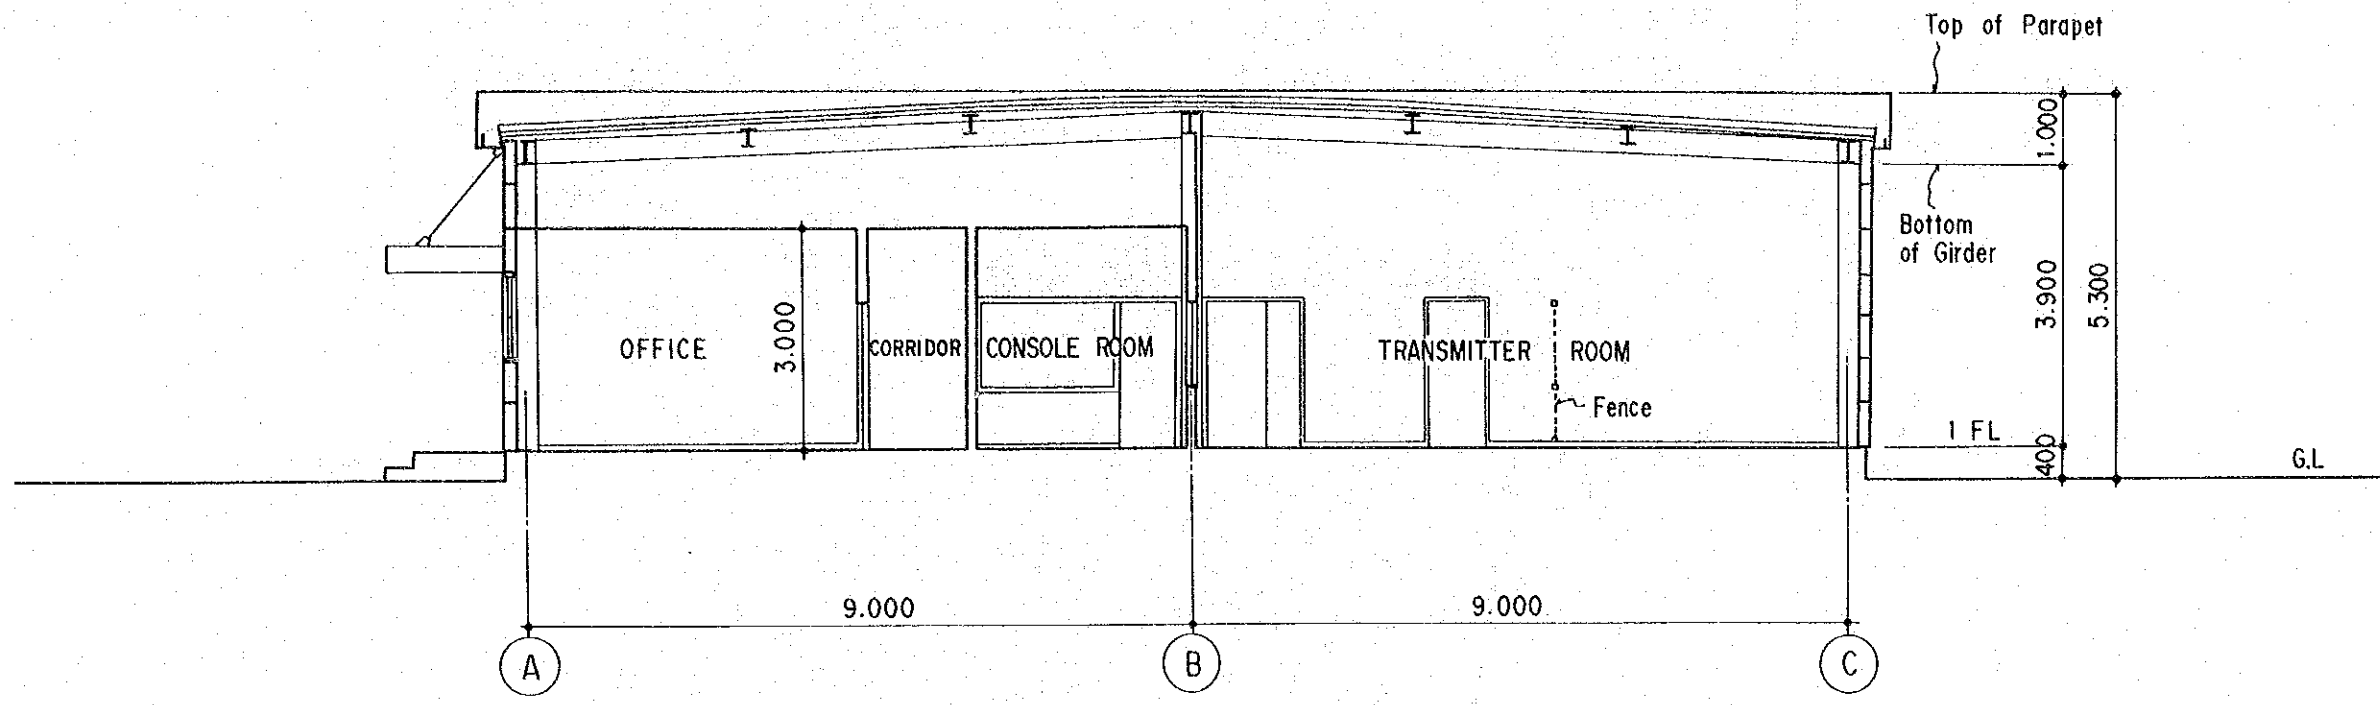 Top of Parapet
1.000
Bottom
of Girder
3.900
5.300
3.000
OFFICE
CORRIDOR
CONSOLE ROOM
TRANSMITTER ROOM
Fence
1 FL
400
G.L
9.000
9.000
A
B
C